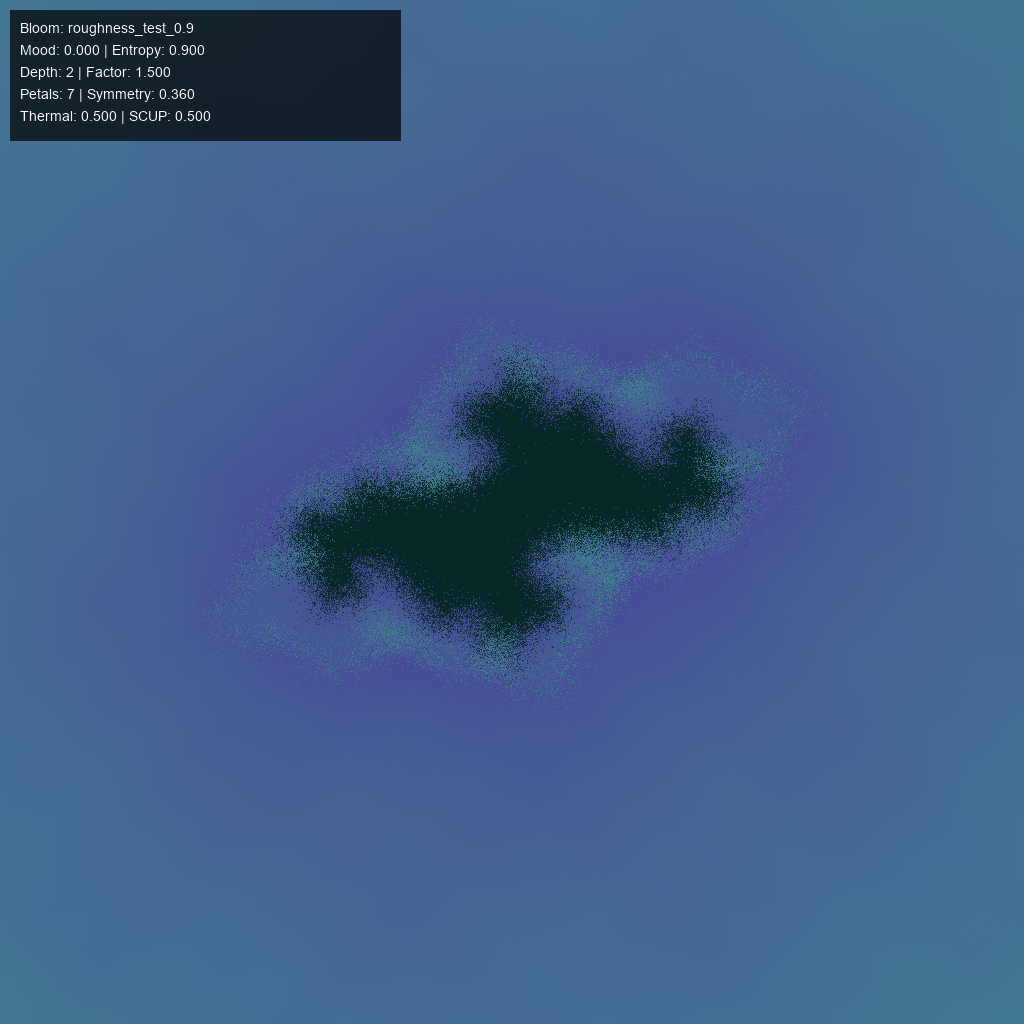 Bloom: roughness_test_0.9
Mood: 0.000 | Entropy: 0.900
Depth: 2 | Factor: 1.500
Petals: 7 | Symmetry: 0.360
Thermal: 0.500 | SCUP: 0.500